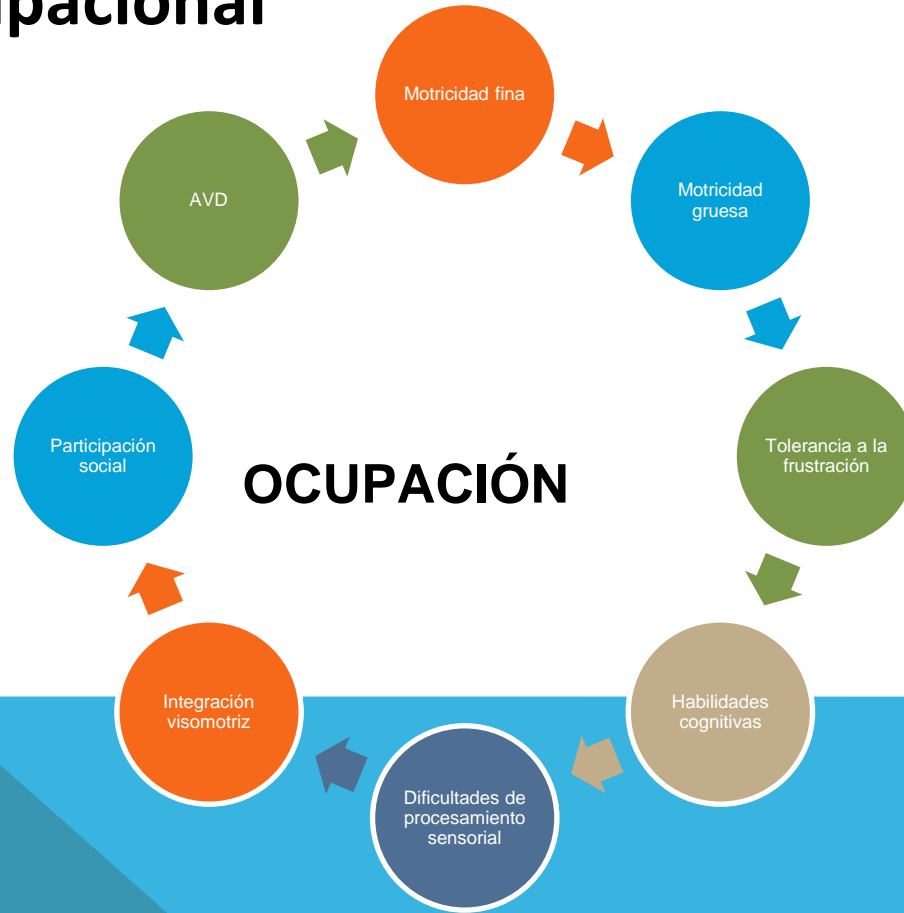 upacional
Motricidad fina
Motricidad
gruesa
Tolerancia a la
frustración
Habilidades
cognitivas
Dificultades de
procesamiento
sensorial
Integración
visomotriz
Participación
social
AVD
OCUPACIÓN